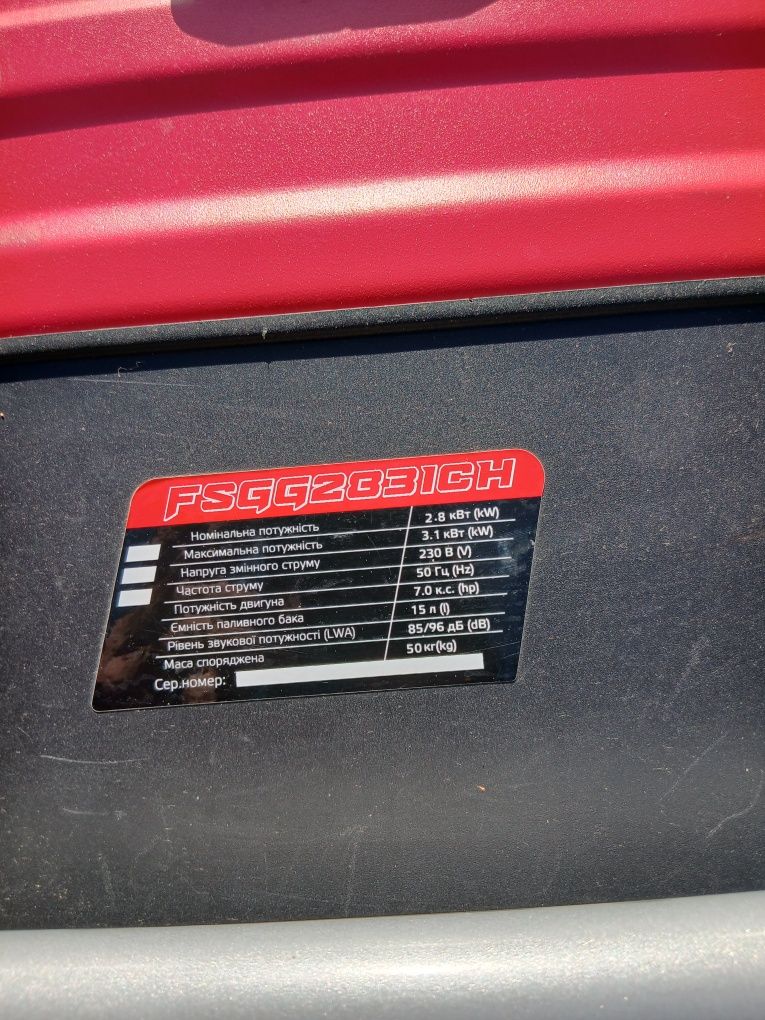 FSGG2831CH
Номінальна потужність 2.8 кВт (kW)
Максимальна потужність 3.1 кВт (kW)
Напруга змінного струму 230 В (V)
Частота струму 50 Гц (Hz)
Потужність двигуна 7.0 к.с. (hp)
Ємність паливного бака 15 л (l)
Рівень звукової потужності (LWA) 85/96 дБ (dB)
Маса споряджена 50 кг(kg)
Сер.номер: